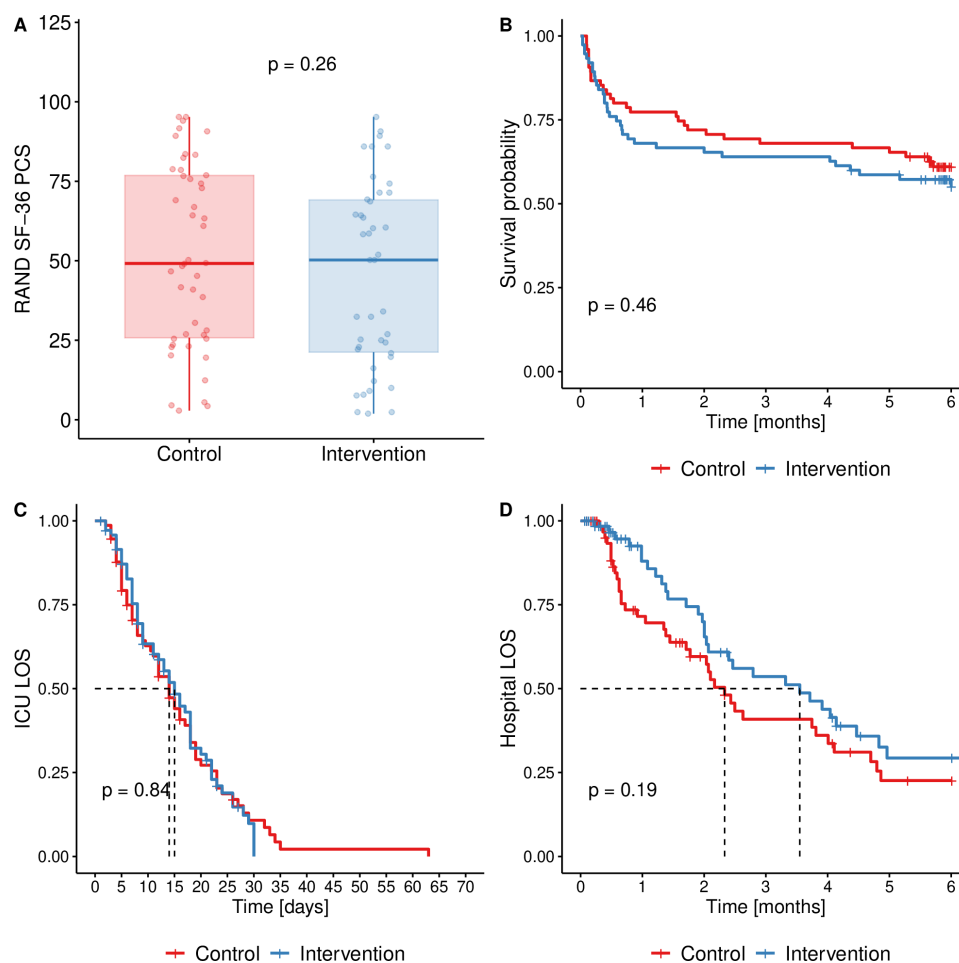 A
RAND SF−36 PCS
125
100
75
50
25
0
p = 0.26
Control Intervention
B
Survival probability
1.00
0.75
0.50
0.25
0.00
p = 0.46
0 1 2 3 4 5 6
Time [months]
Control Intervention
C
ICU LOS
1.00
0.75
0.50
0.25
0.00
p = 0.84
0 5 10 15 20 25 30 35 40 45 50 55 60 65 70
Time [days]
Control Intervention
D
Hospital LOS
1.00
0.75
0.50
0.25
0.00
p = 0.19
0 1 2 3 4 5 6
Time [months]
Control Intervention